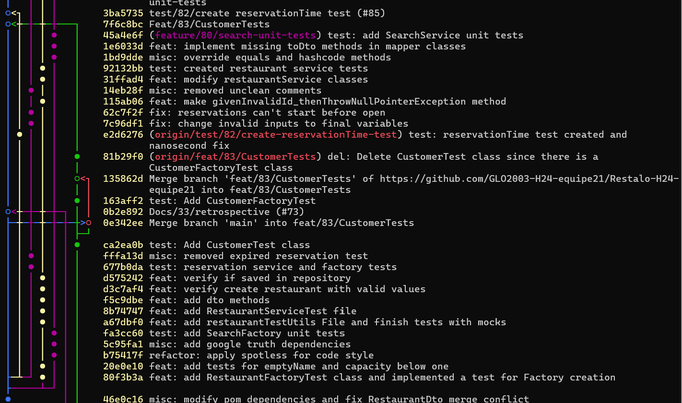 unit-tests
3ba5735 test/82/create reservationTime test (#85)
7f6c8bc Feat/83/CustomerTests
45a4e6f (feature/80/search-unit-tests) test: add SearchService unit tests
1e6033d feat: implement missing toDto methods in mapper classes
1bd9dde misc: override equals and hashcode methods
92132bb test: created restaurant service tests
31ffad4 feat: modify restaurantService classes
14eb28f misc: removed unclean comments
115ab06 feat: make givenInvalidId_thenThrowNullPointerException method
62c7f2f fix: reservations can't start before open
7c96df1 fix: change invalid inputs to final variables
e2d6276 (origin/test/82/create-reservationTime-test) test: reservationTime test created and
nanosecond fix
81b29f0 (origin/feat/83/CustomerTests) del: Delete CustomerTest class since there is a
CustomerFactoryTest class
135862d Merge branch 'feat/83/CustomerTests' of https://github.com/GLO2003-H24-equipe21/Restalo-H24-
equipe21 into feat/83/CustomerTests
163aff2 test: Add CustomerFactoryTest
0b2e892 Docs/33/retrospective (#73)
0e342ee Merge branch 'main' into feat/83/CustomerTests
ca2ea0b test: Add CustomerTest class
fffa13d misc: removed expired reservation test
677b0da test: reservation service and factory tests
d575242 feat: verify if saved in repository
d3c7af4 feat: verify create restaurant with valid values
f5c9dbe feat: add dto methods
8b74747 feat: add RestaurantServiceTest file
a67dbf0 feat: add restaurantTestUtils File and finish tests with mocks
fa3cc60 test: add SearchFactory unit tests
5c95fa1 misc: add google truth dependencies
b75417f refactor: apply spotless for code style
20e0e10 feat: add tests for emptyName and capacity below one
80f3b3a feat: add RestaurantFactoryTest class and implemented a test for Factory creation
46e0c16 misc: modify pom dependencies and fix RestaurantDto merge conflict